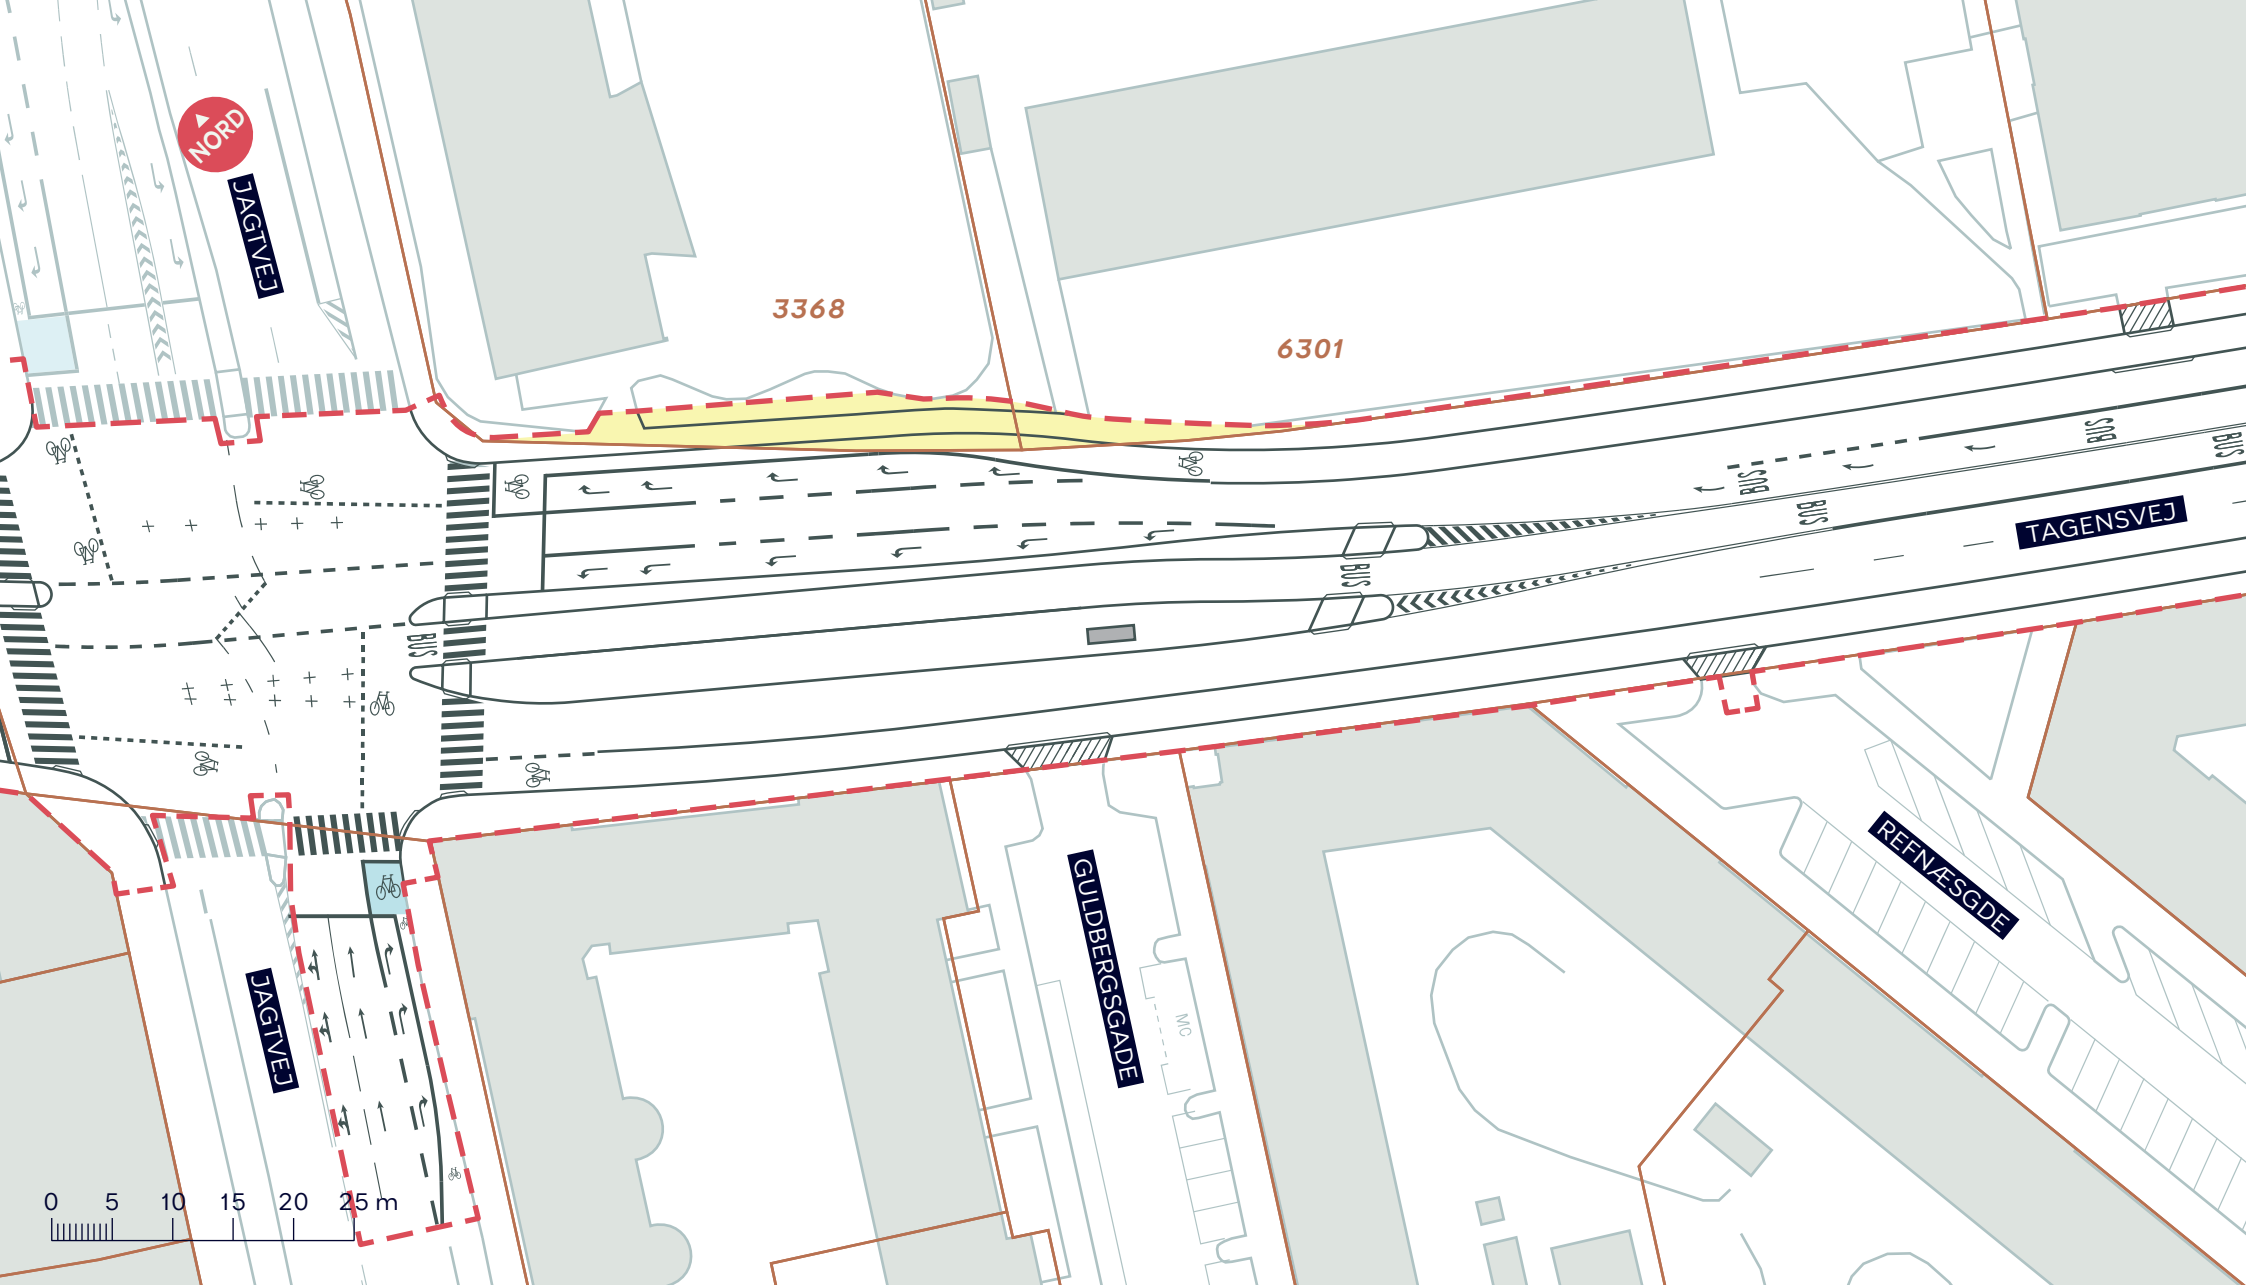 NORD
JAGTVEJ
3368
6301
BUS
BUS
BUS
BUS
TAGENSVEJ
BUS
BUS
REFNÆSGDE
GULDBERGSGADE
JAGTVEJ
MC
0 5 10 15 20 25 m